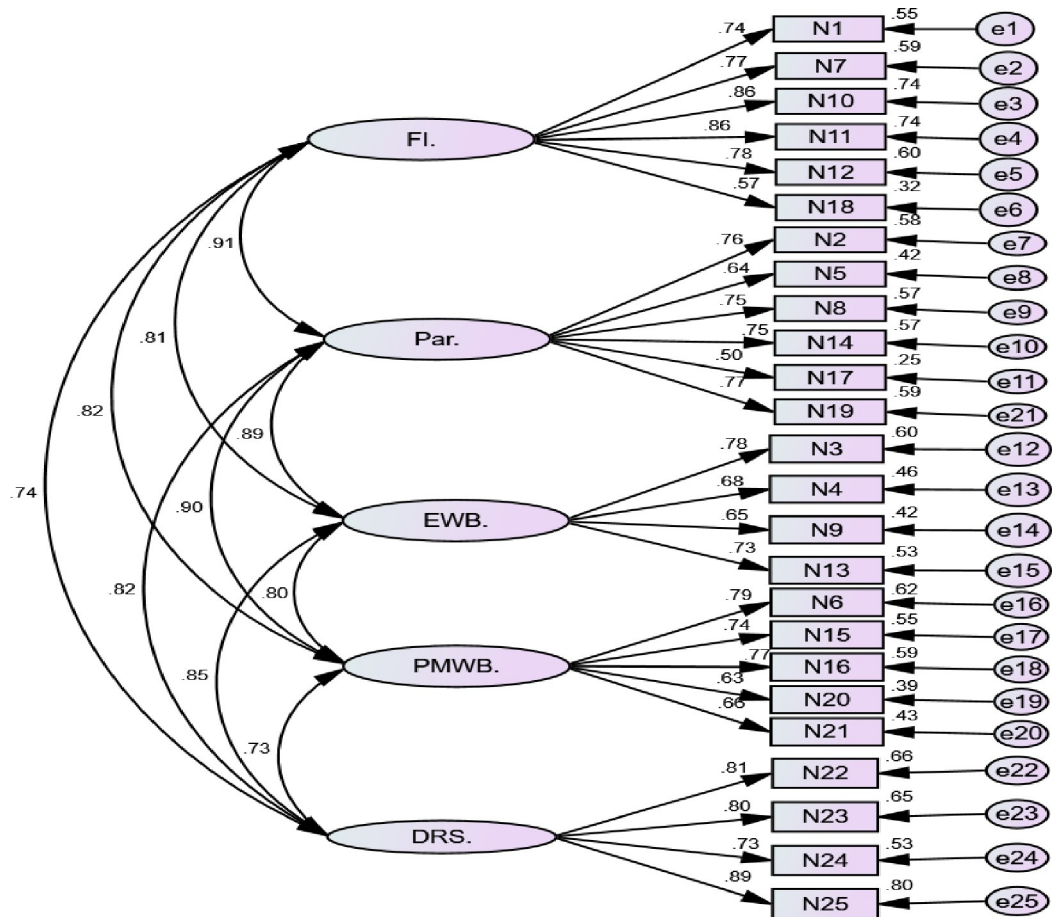 .74 N1 .55 e1
.77 N7 .59 e2
.86 N10 .74 e3
FI. .86 N11 .74 e4
.78 N12 .60 e5
.57 N18 .32 e6
.91
.76 N2 .58 e7
.64 N5 .42 e8
.75 N8 .57 e9
.81 Par. .75 N14 .57 e10
.50 N17 .25 e11
.82 .77 N19 .59 e21
.89
.78 N3 .60 e12
.74 .90 .68 N4 .46 e13
EWB. .65 N9 .42 e14
.73 N13 .53 e15
.82 .80
.79 N6 .62 e16
.74 N15 .55 e17
.85 PMWB. .77 N16 .59 e18
.63 N20 .39 e19
.66 N21 .43 e20
.73
.81 N22 .66 e22
.80 N23 .65 e23
DRS. .73 N24 .53 e24
.89 N25 .80 e25